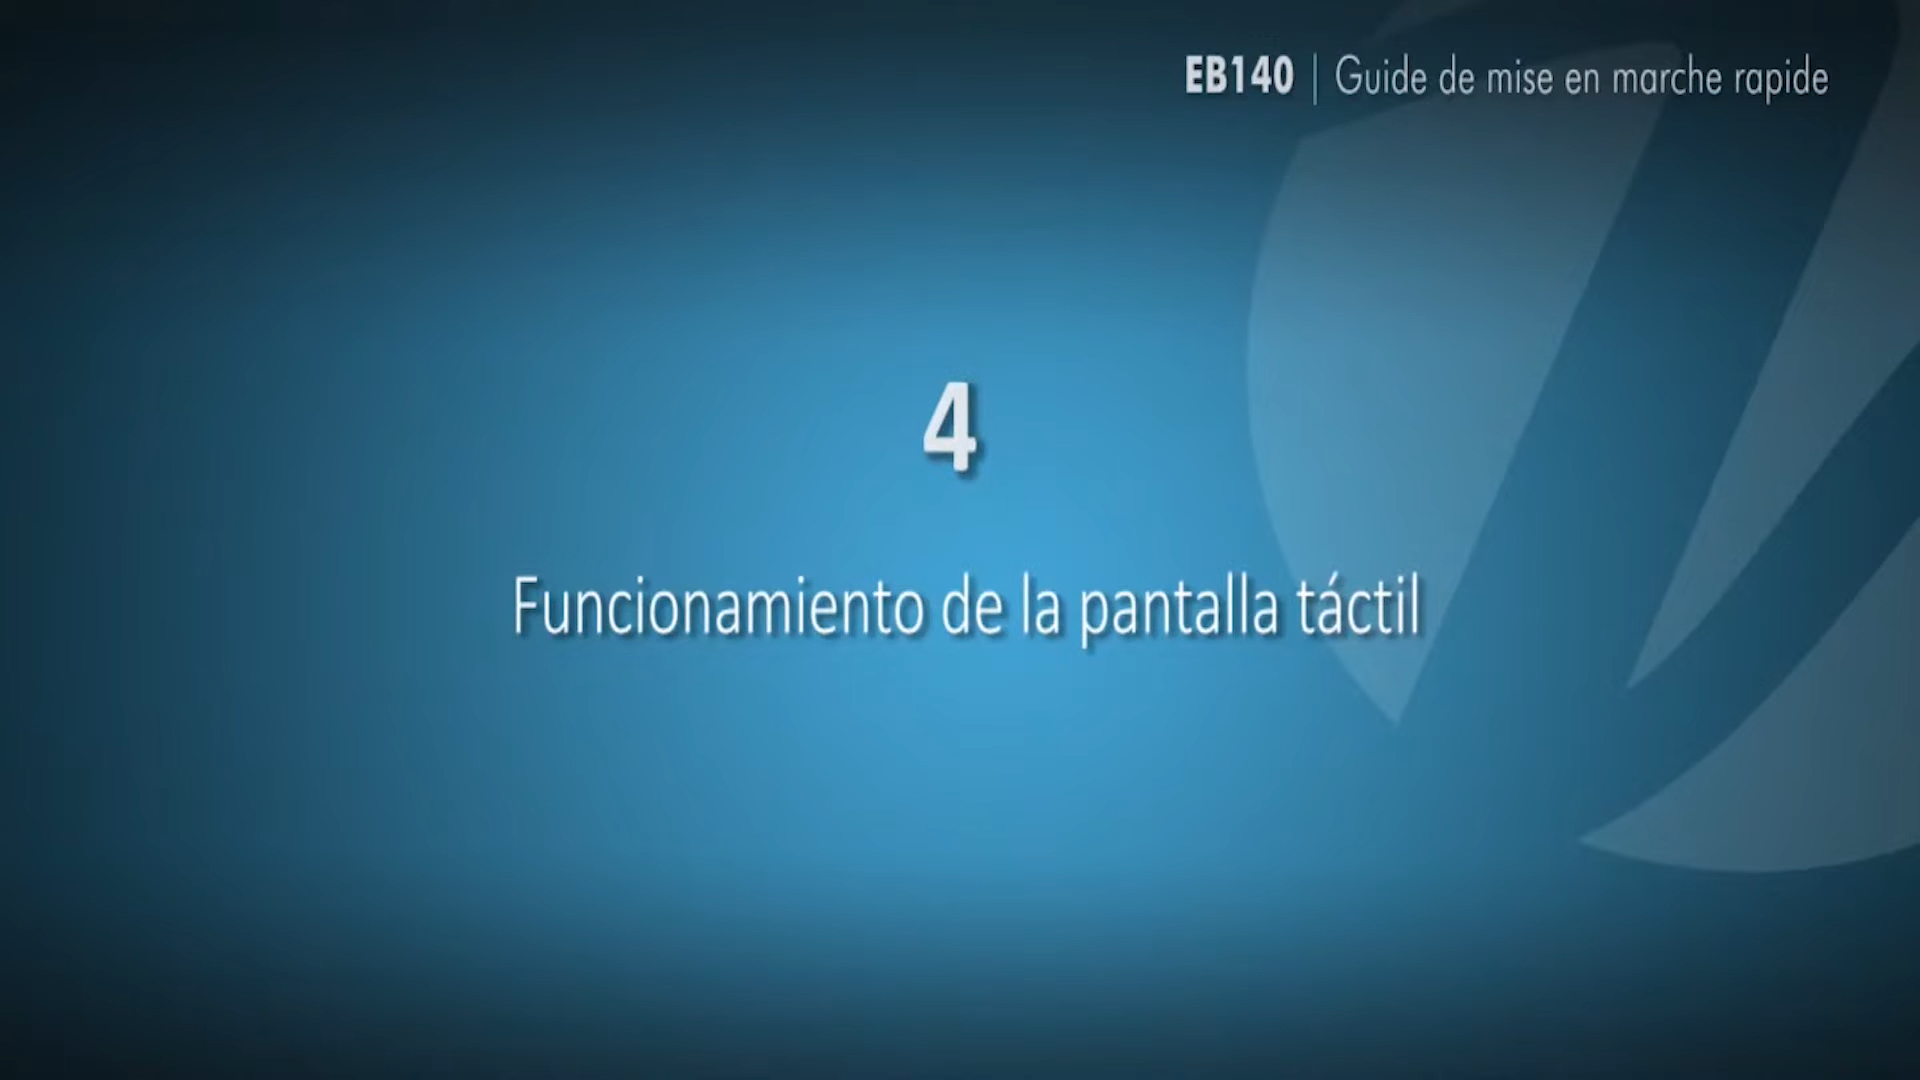 EB140 | Guide de mise en marche rapide
4
Funcionamiento de la pantalla táctil